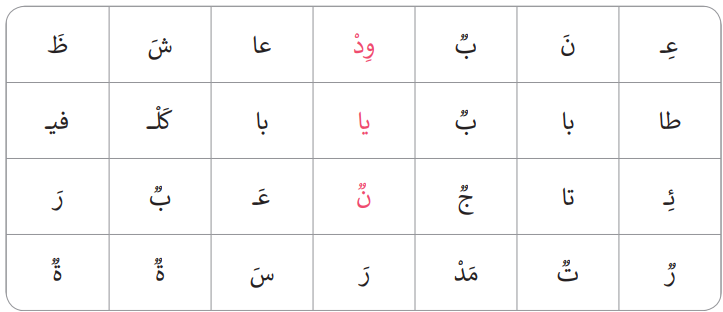 عِـ نَ بٌ وِدْ عا شَ ظَ
طا با بٌ يا با كَلْـ فيـ
ئِـ تا جٌ نٌ عَـ بٌ رَ
رٌ تٌ مَدْ رَ سَ ةٌ ةٌ